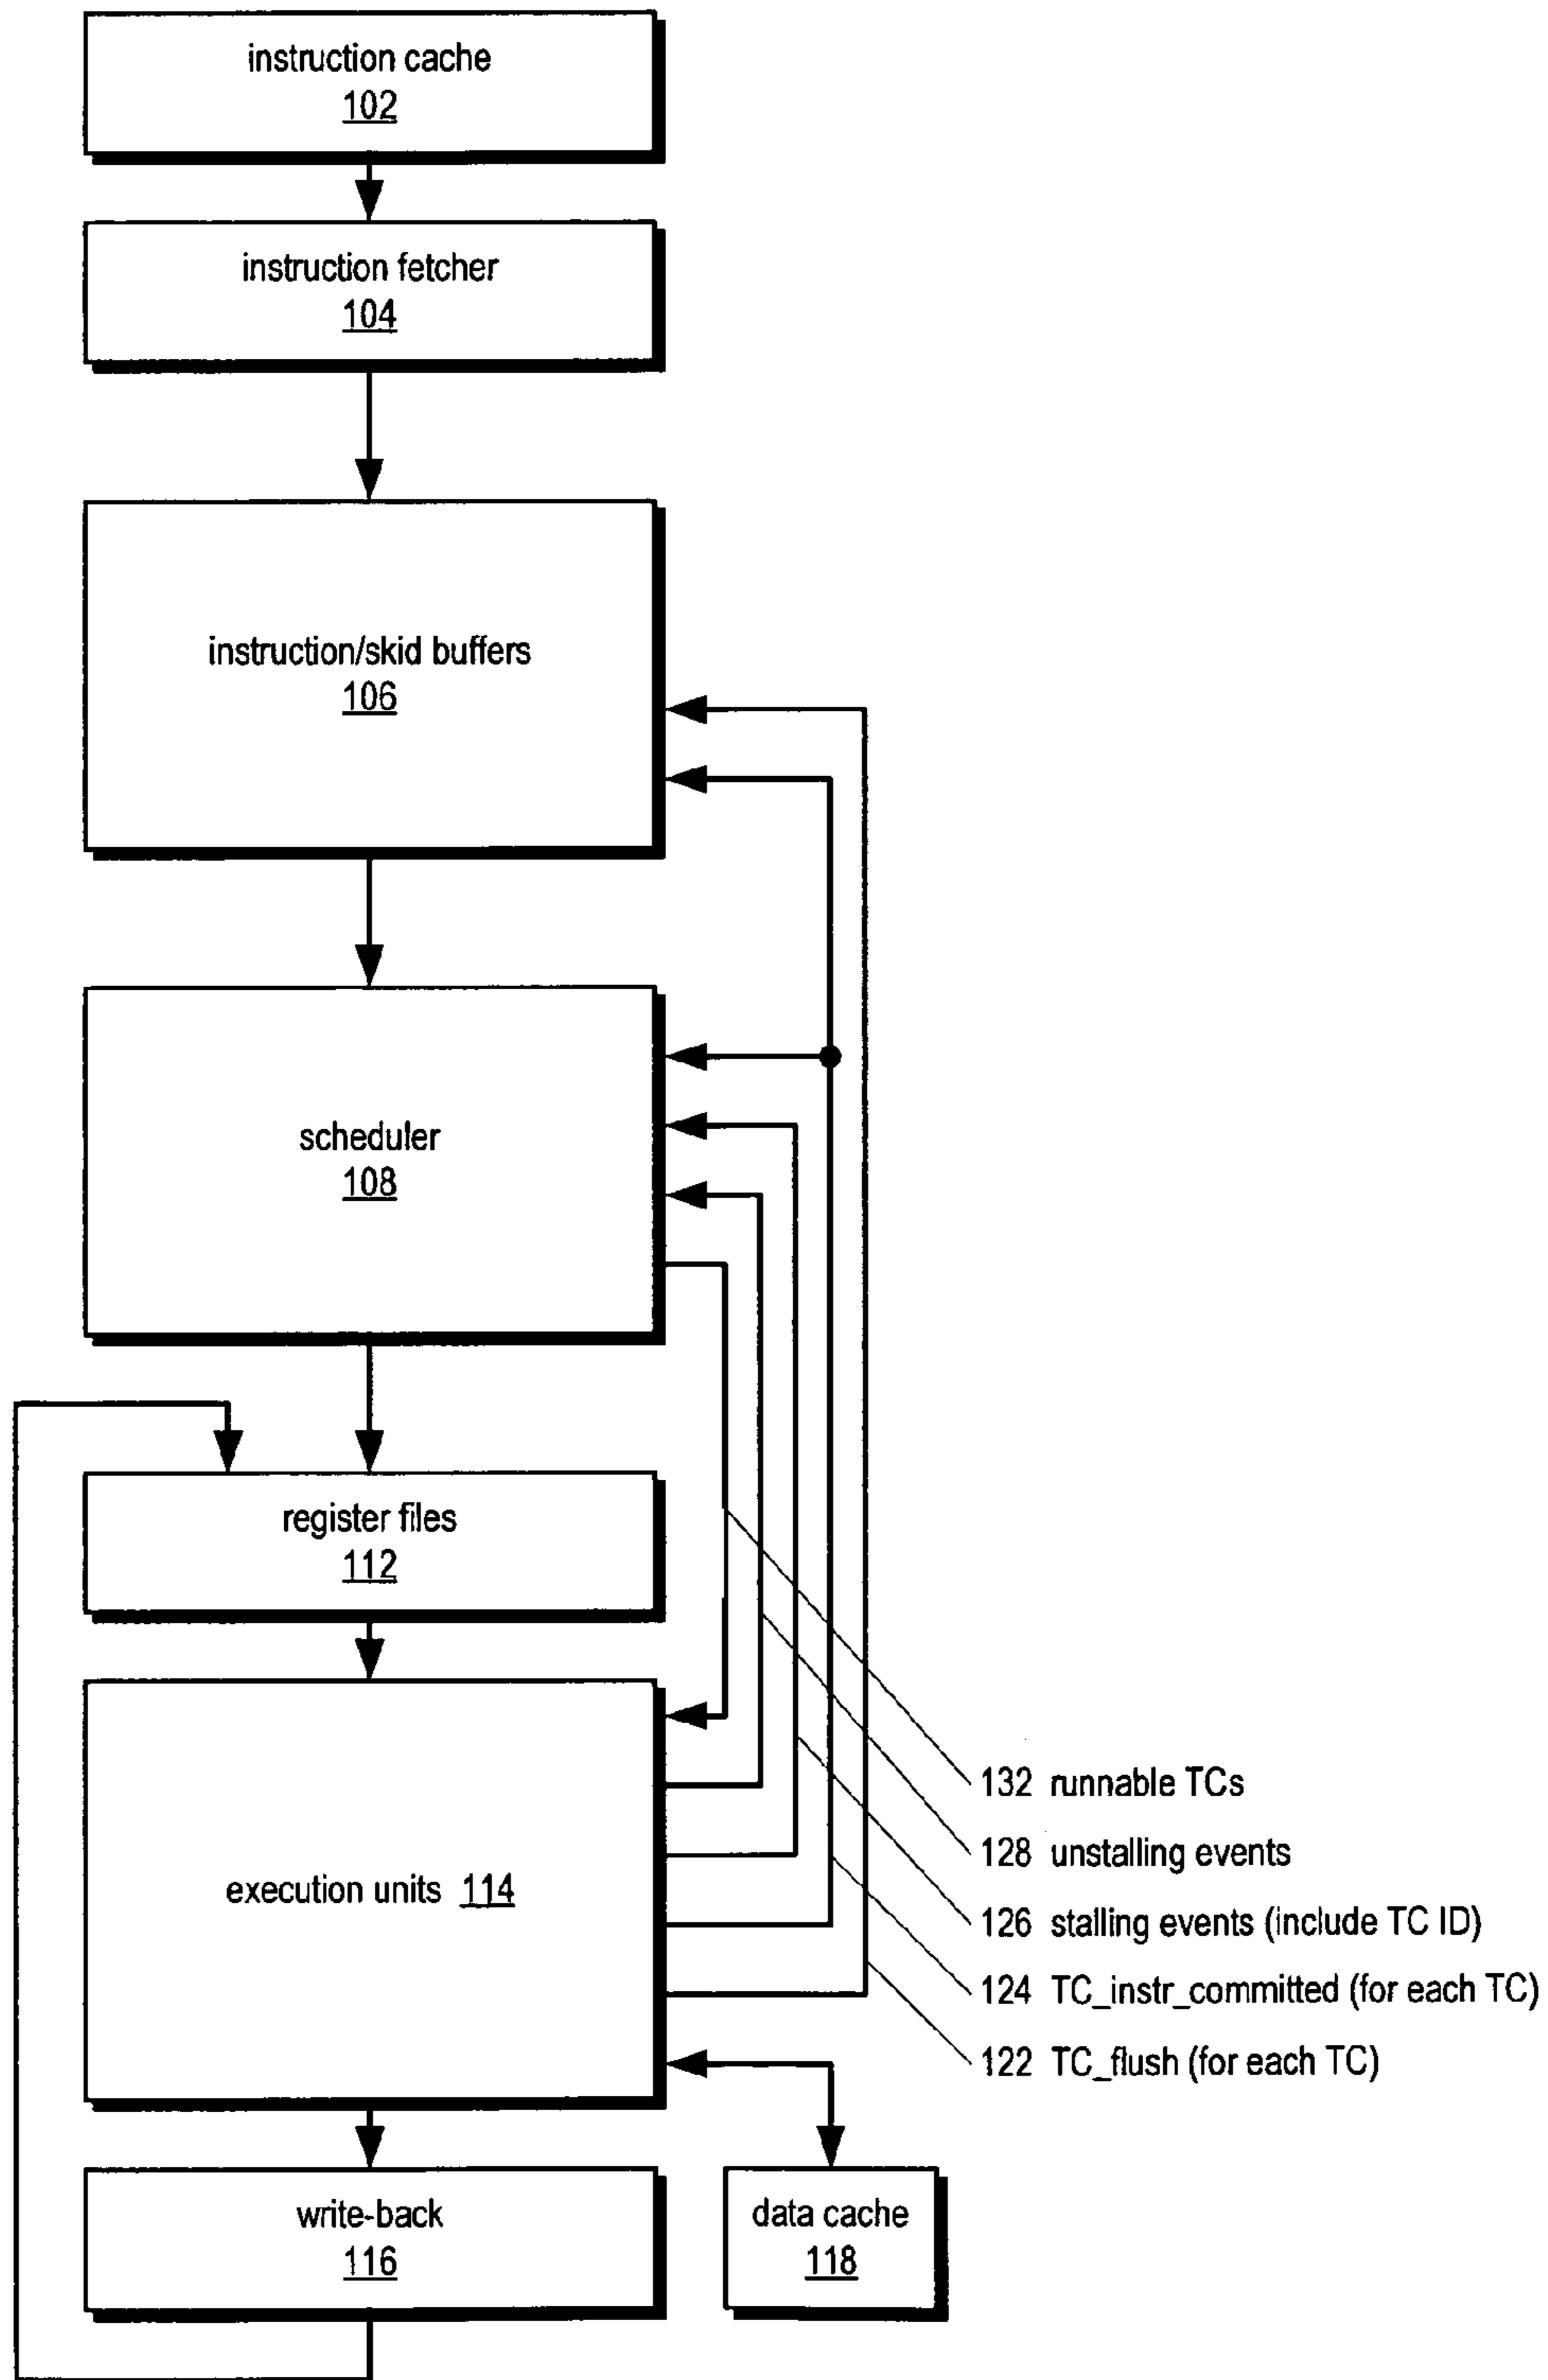 instruction cache
102
instruction fetcher
104
instruction/skid buffers
106
scheduler
108
register files
112
execution units 114
132 runnable TCs
128 unstalling events
126 stalling events (include TC ID)
124 TC_instr_committed (for each TC)
122 TC_flush (for each TC)
write-back
116
data cache
118